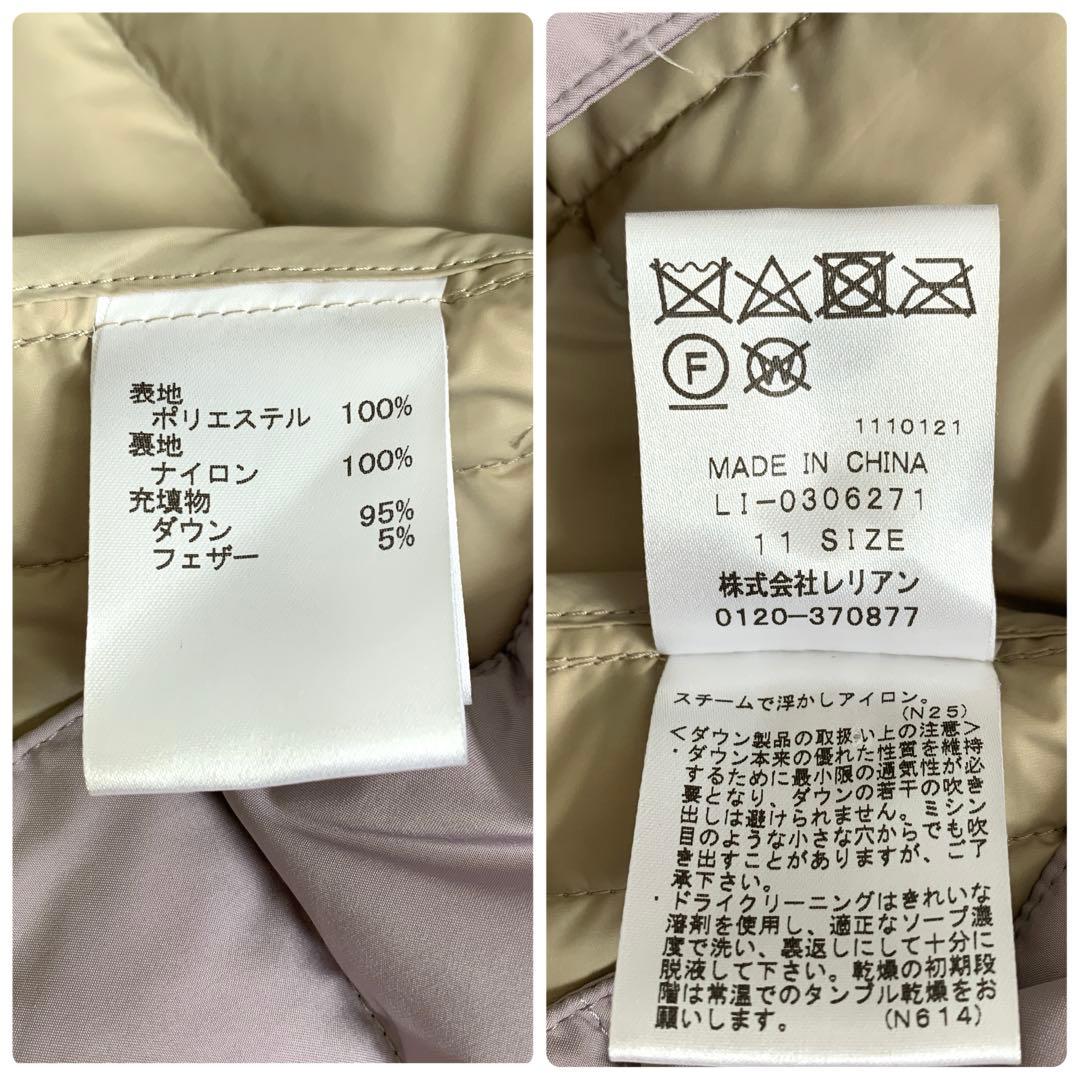 表地
ポリエステル 100%
裏地
ナイロン 100%
充填物
ダウン 95%
フェザー 5%
F
W
1110121
MADE IN CHINA
LI-0306271
11 SIZE
株式会社レリアン
0120-370877
スチームで浮かしアイロン。
(N25)
<ダウン製品の取扱い上の注意>
・ダウン本来の優れた性質を維持
するために最小限の通気性が必
要となり、ダウンの若干の吹き
出しは避けられません。ミシン
目のような小さな穴からでも吹
き出すことがありますが、ご了
承下さい。
・ドライクリーニングはきれいな
溶剤を使用し、適正なソープ濃
度で洗い、裏返しにして十分に
脱液して下さい。乾燥の初期段
階は常温でのタンブル乾燥をお
願いします。 (N614)